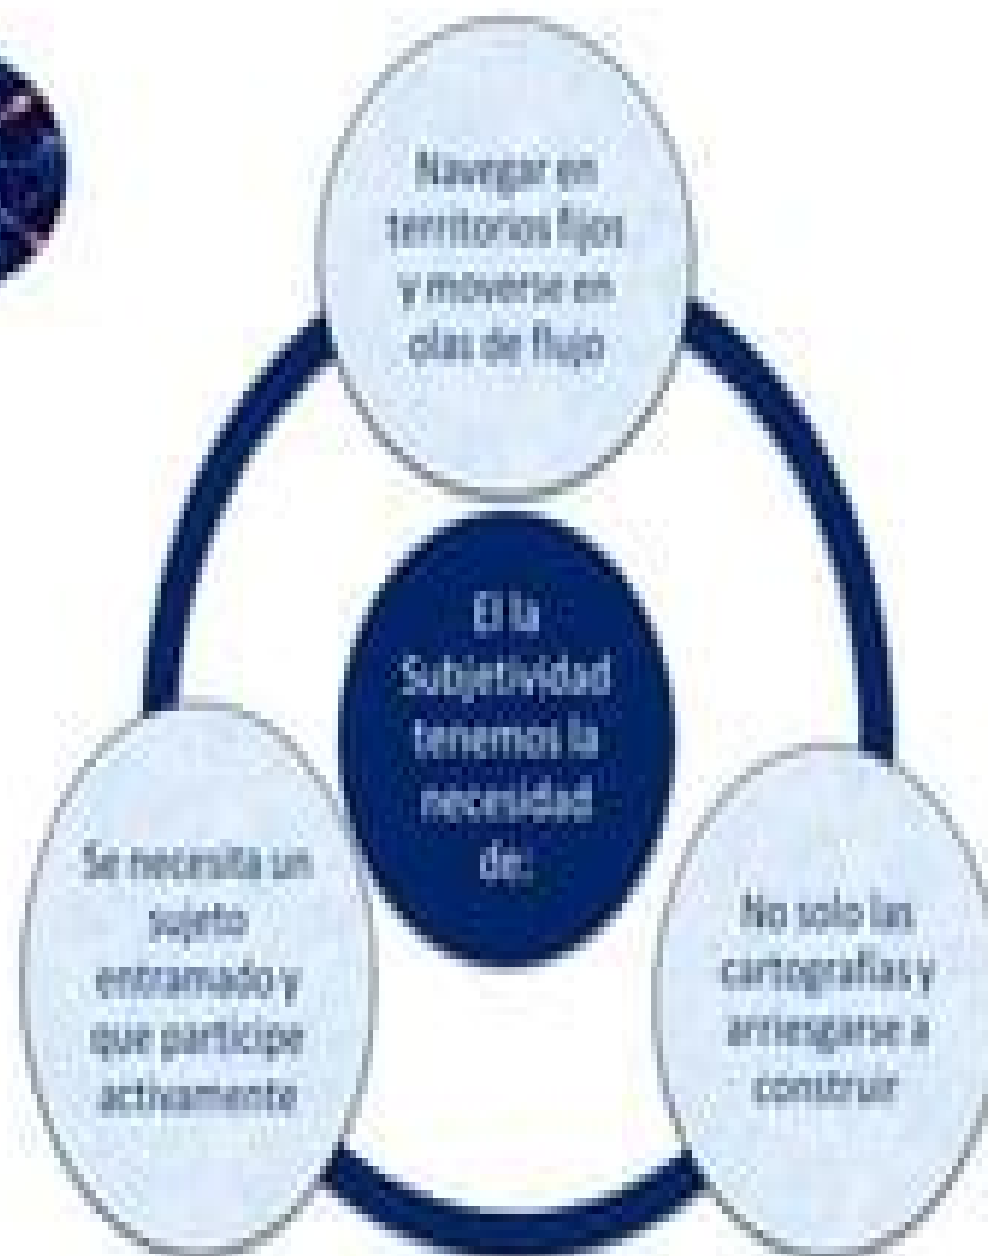 Navegar en
territorios fijos
y moverse en
olas de flujo
El la
Subjetividad
tenemos la
necesidad
de:
Se necesita un
sujeto
entramado y
que participe
activamente
No solo las
cartografías y
arriesgarse a
construir